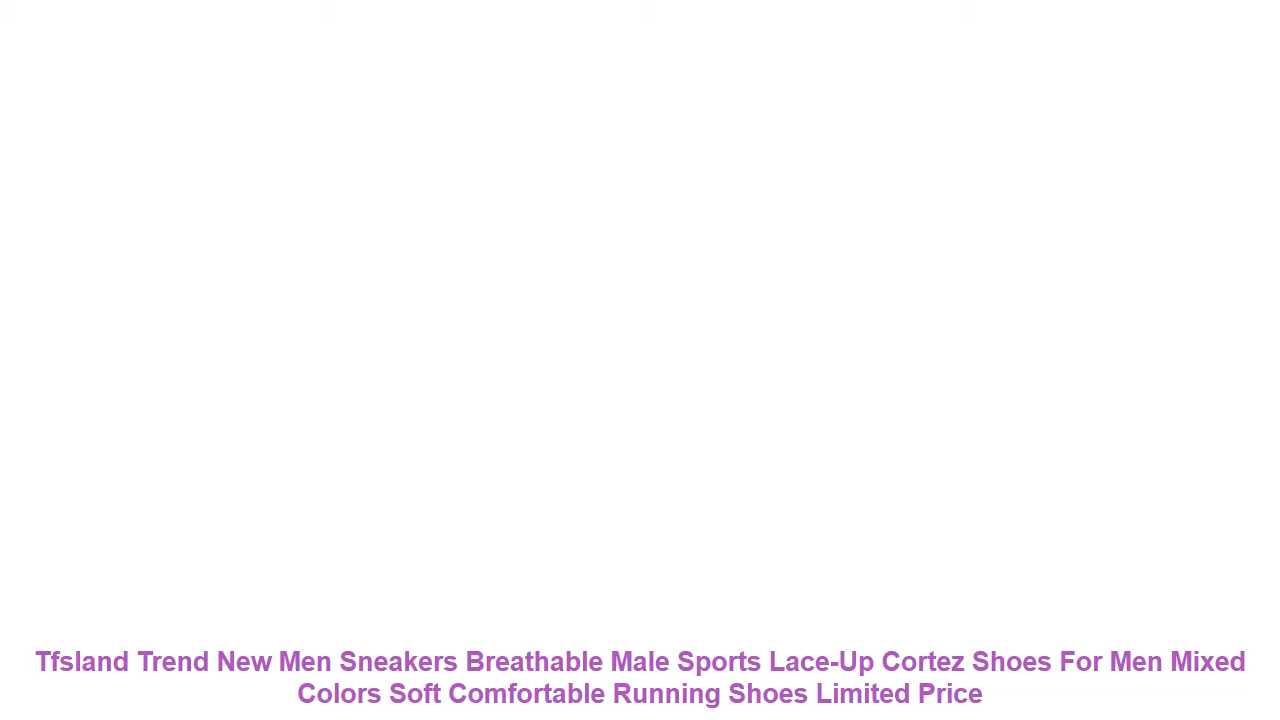 Tfsland Trend New Men Sneakers Breathable Male Sports Lace-Up Cortez Shoes For Men Mixed
Colors Soft Comfortable Running Shoes Limited Price